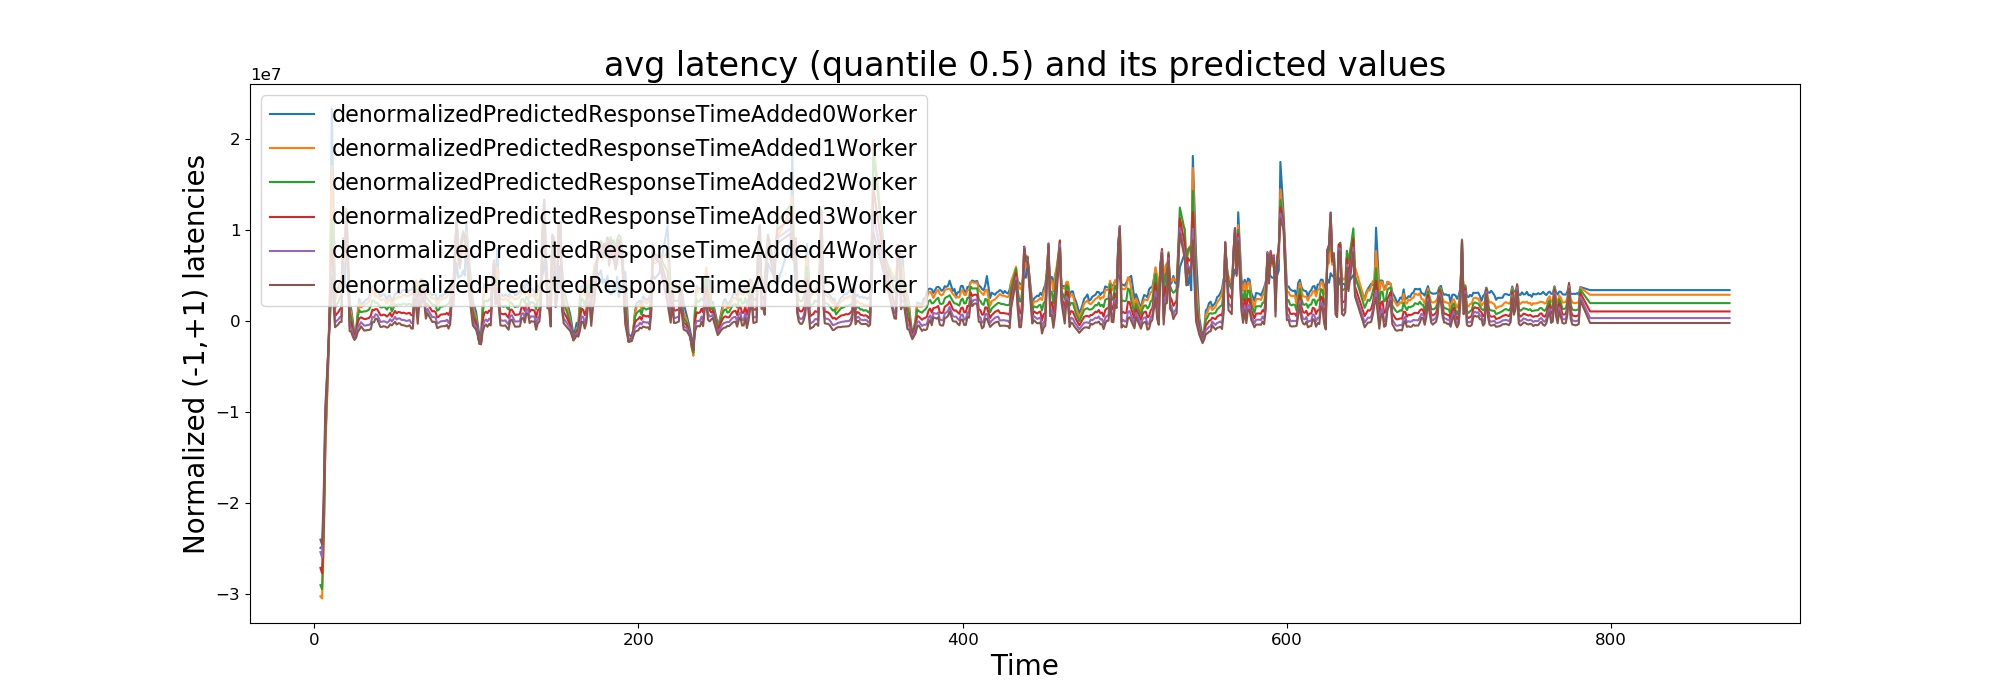 avg latency (quantile 0.5) and its predicted values
1e7
denormalizedPredictedResponseTimeAdded0Worker
denormalizedPredictedResponseTimeAdded1Worker
denormalizedPredictedResponseTimeAdded2Worker
denormalizedPredictedResponseTimeAdded3Worker
denormalizedPredictedResponseTimeAdded4Worker
denormalizedPredictedResponseTimeAdded5Worker
Normalized (-1,+1) latencies
2
1
0
−1
−2
−3
0 200 400 600 800
Time